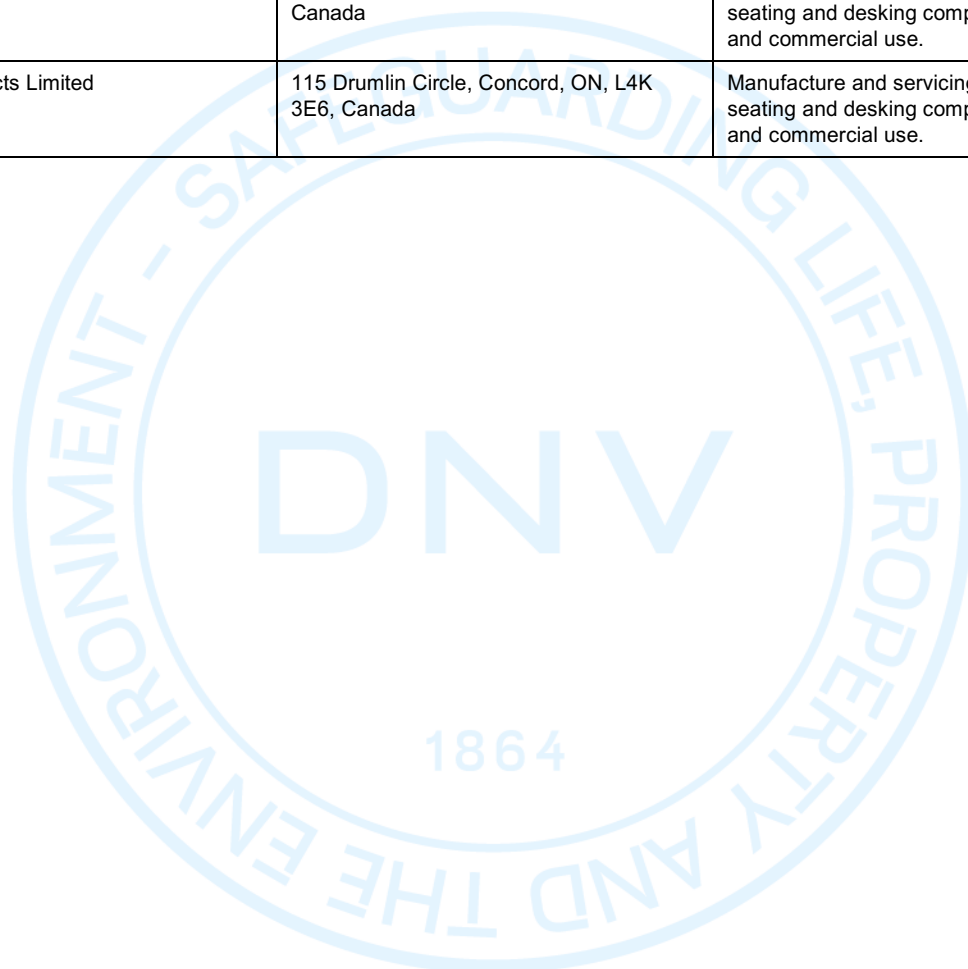 Canada
seating and desking comp
and commercial use.
cts Limited
115 Drumlin Circle, Concord, ON, L4K
3E6, Canada
Manufacture and servicing
seating and desking comp
and commercial use.
SAFEGUARDING LIFE, PROPERTY AND THE ENVIRONMENT -
DNV
1864